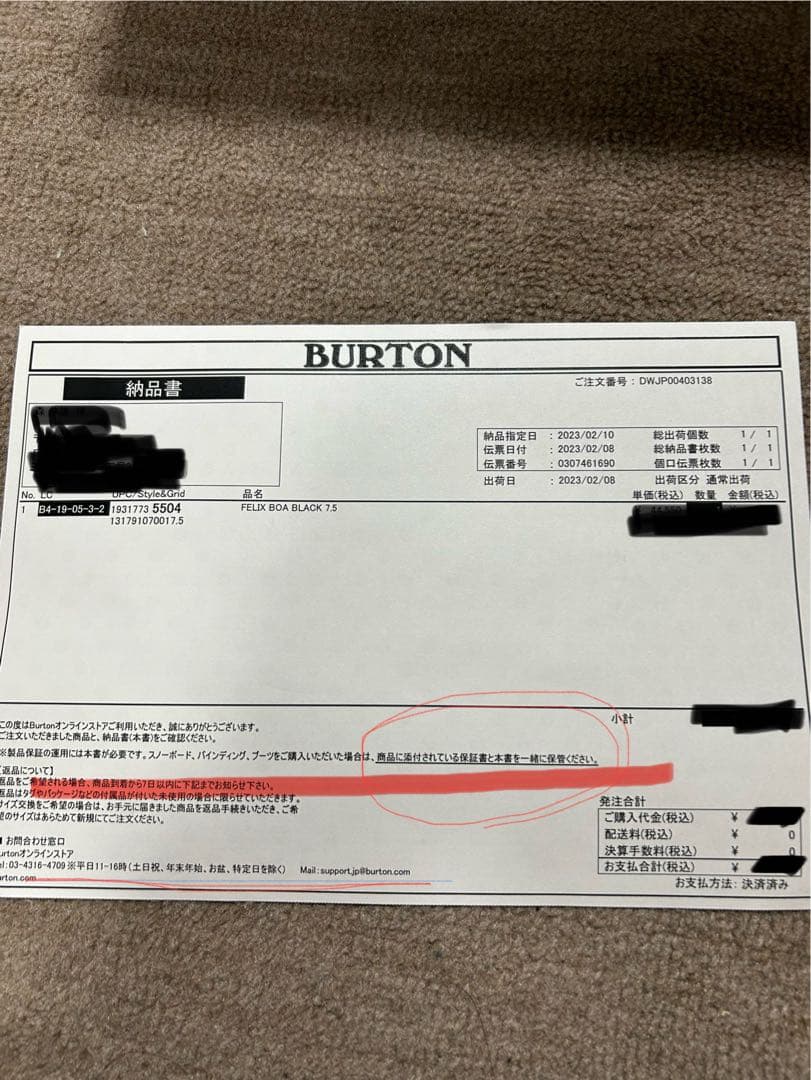 BURTON
納品書
ご注文番号 : DWJP00403138
納品指定日 : 2023/02/10 総出荷個数 1 / 1
伝票日付 : 2023/02/08 総納品書枚数 1 / 1
伝票番号 : 0307461690 個口伝票枚数 1 / 1
出荷日 : 2023/02/08 出荷区分 通常出荷
No. LC UPC/Style&Grid 品名 単価(税込) 数量 金額(税込)
1 B4-19-05-3-2 1931773 5504 FELIX BOA BLACK 7.5
131791070017.5
小計
この度はBurtonオンラインストアご利用いただき、誠にありがとうございます。
ご注文いただきました商品と、納品書(本書)をご確認ください。
※製品保証の運用には本書が必要です。スノーボード、バインディング、ブーツをご購入いただいた場合は、商品に添付されている保証書と本書を一緒に保管ください。
【返品について】
返品をご希望される場合、商品到着から7日以内に下記までお知らせ下さい。
返品はタグやパッケージなどの付属品が付いた未使用の場合に限らせていただきます。
サイズ交換をご希望の場合は、お手元に届きました商品を返品手続きいただき、ご希
望のサイズはあらためて新規にてご注文ください。
発注合計
ご購入代金(税込) ¥
配送料(税込) ¥ 0
決算手数料(税込) ¥ 0
お支払合計(税込) ¥
お支払方法: 決済済み
お問合わせ窓口
urtonオンラインストア
el:03-4316-4709 ※平日11-16時(土日祝、年末年始、お盆、特定日を除く) Mail:support.jp@burton.com
urton.com